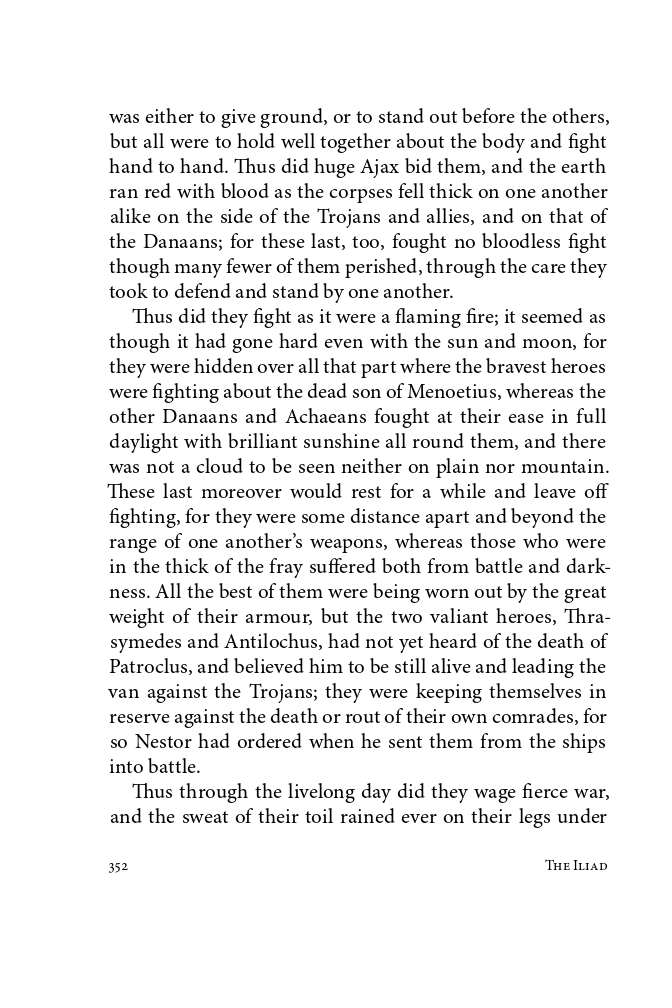 was either to give ground, or to stand out before the others,
but all were to hold well together about the body and fight
hand to hand. Thus did huge Ajax bid them, and the earth
ran red with blood as the corpses fell thick on one another
alike on the side of the Trojans and allies, and on that of
the Danaans; for these last, too, fought no bloodless fight
though many fewer of them perished, through the care they
took to defend and stand by one another.
Thus did they fight as it were a flaming fire; it seemed as
though it had gone hard even with the sun and moon, for
they were hidden over all that part where the bravest heroes
were fighting about the dead son of Menoetius, whereas the
other Danaans and Achaeans fought at their ease in full
daylight with brilliant sunshine all round them, and there
was not a cloud to be seen neither on plain nor mountain.
These last moreover would rest for a while and leave off
fighting, for they were some distance apart and beyond the
range of one another’s weapons, whereas those who were
in the thick of the fray suffered both from battle and dark-
ness. All the best of them were being worn out by the great
weight of their armour, but the two valiant heroes, Thra-
symedes and Antilochus, had not yet heard of the death of
Patroclus, and believed him to be still alive and leading the
van against the Trojans; they were keeping themselves in
reserve against the death or rout of their own comrades, for
so Nestor had ordered when he sent them from the ships
into battle.
Thus through the livelong day did they wage fierce war,
and the sweat of their toil rained ever on their legs under
352 The Iliad